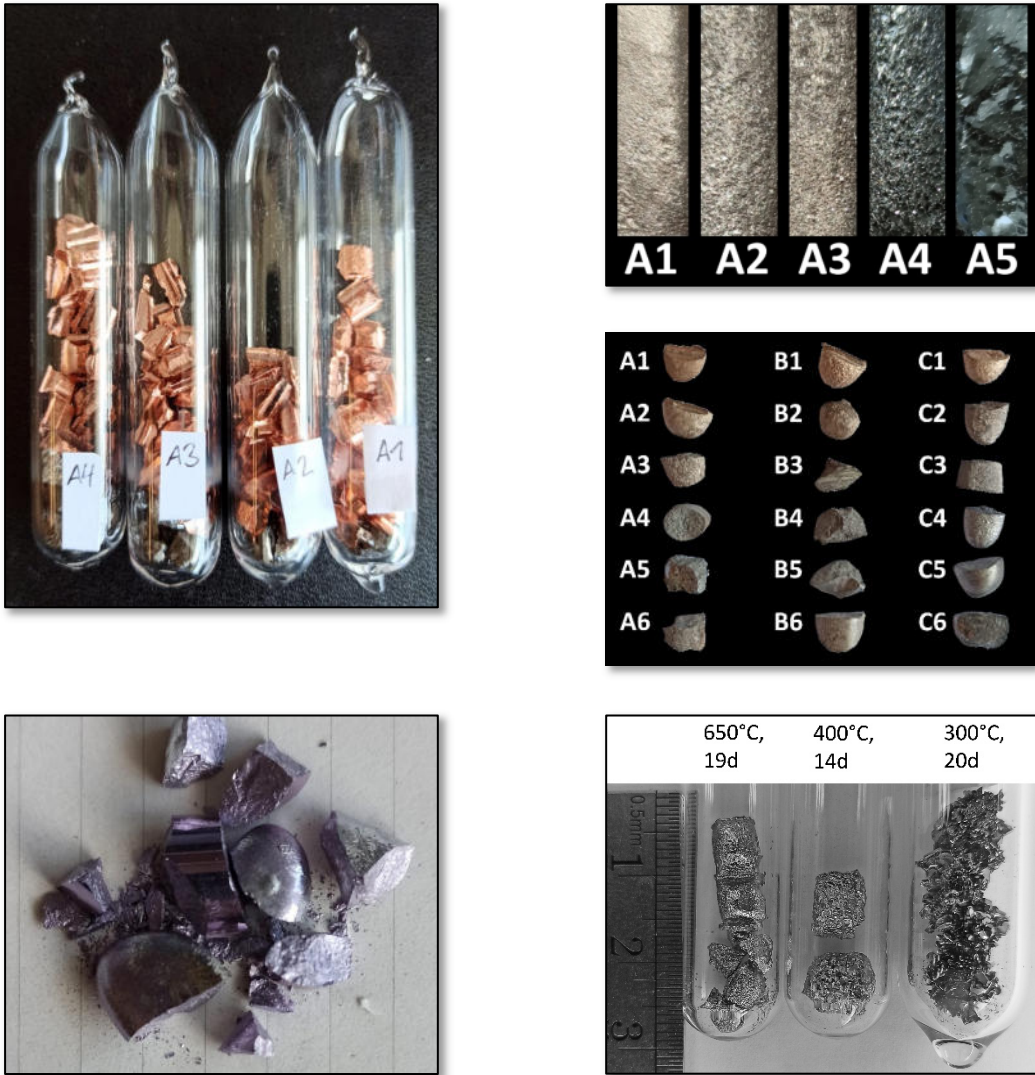 A4 A3 A2 A1
A1 A2 A3 A4 A5
A1 B1 C1
A2 B2 C2
A3 B3 C3
A4 B4 C4
A5 B5 C5
A6 B6 C6
650°C, 400°C, 300°C,
19d 14d 20d
0.5mm
1
2
3